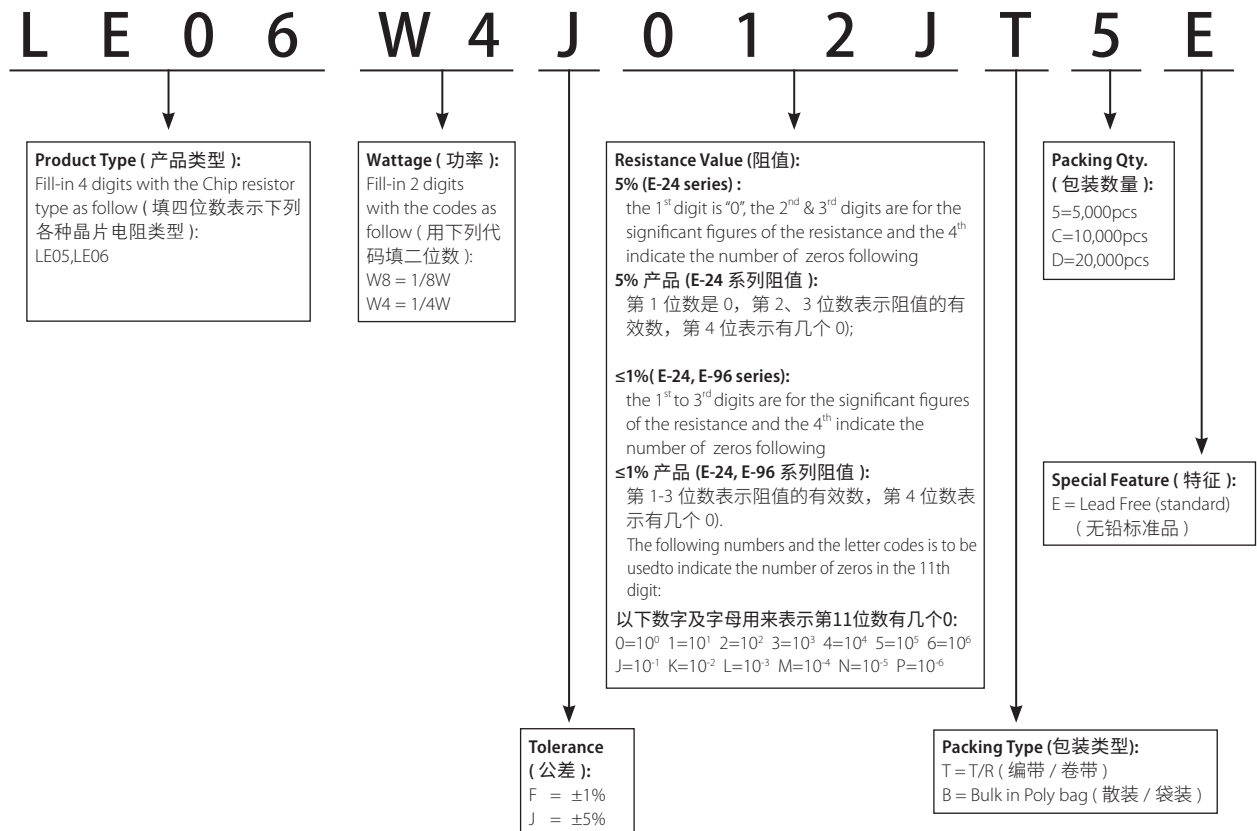 L E 0 6 W 4 J 0 1 2 J T 5 E
Product Type ( 产品类型 ):
Fill-in 4 digits with the Chip resistor
type as follow ( 填四位数表示下列
各种晶片电阻类型 ):
LE05,LE06
Wattage ( 功率 ):
Fill-in 2 digits
with the codes as
follow ( 用下列代
码填二位数 ):
W8 = 1/8W
W4 = 1/4W
Resistance Value (阻值):
5% (E-24 series) :
the 1st digit is “0”, the 2nd & 3rd digits are for the
significant figures of the resistance and the 4th
indicate the number of zeros following
5% 产品 (E-24 系列阻值 ):
第 1 位数是 0，第 2、3 位数表示阻值的有
效数，第 4 位表示有几个 0);
≤1%( E-24, E-96 series):
the 1st to 3rd digits are for the significant figures
of the resistance and the 4th indicate the
number of zeros following
≤1% 产品 (E-24, E-96 系列阻值 ):
第 1-3 位数表示阻值的有效数，第 4 位数表
示有几个 0).
The following numbers and the letter codes is to be
usedto indicate the number of zeros in the 11th
digit:
以下数字及字母用来表示第11位数有几个0:
0=10⁰ 1=10¹ 2=10² 3=10³ 4=10⁴ 5=10⁵ 6=10⁶
J=10⁻¹ K=10⁻² L=10⁻³ M=10⁻⁴ N=10⁻⁵ P=10⁻⁶
Packing Qty.
( 包装数量 ):
5=5,000pcs
C=10,000pcs
D=20,000pcs
Special Feature ( 特征 ):
E = Lead Free (standard)
( 无铅标准品 )
Tolerance
( 公差 ):
F = ±1%
J = ±5%
Packing Type (包装类型):
T = T/R ( 编带 / 卷带 )
B = Bulk in Poly bag ( 散装 / 袋装 )